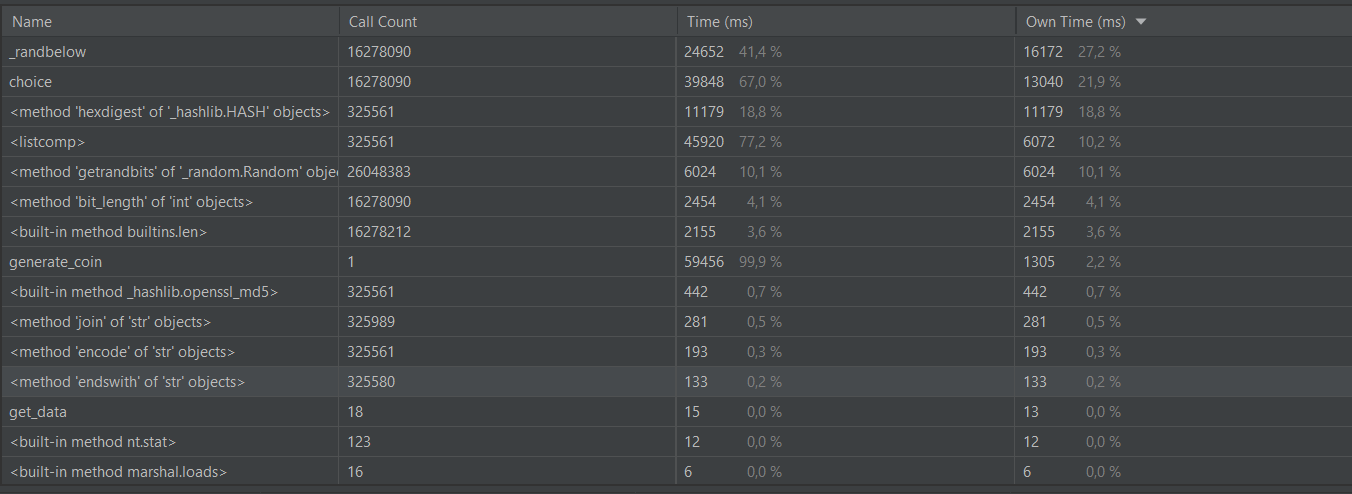 Name Call Count Time (ms) Own Time (ms)
_randbelow 16278090 24652 41,4 % 16172 27,2 %
choice 16278090 39848 67,0 % 13040 21,9 %
<method 'hexdigest' of '_hashlib.HASH' objects> 325561 11179 18,8 % 11179 18,8 %
<listcomp> 325561 45920 77,2 % 6072 10,2 %
<method 'getrandbits' of '_random.Random' obje 26048383 6024 10,1 % 6024 10,1 %
<method 'bit_length' of 'int' objects> 16278090 2454 4,1 % 2454 4,1 %
<built-in method builtins.len> 16278212 2155 3,6 % 2155 3,6 %
generate_coin 1 59456 99,9 % 1305 2,2 %
<built-in method _hashlib.openssl_md5> 325561 442 0,7 % 442 0,7 %
<method 'join' of 'str' objects> 325989 281 0,5 % 281 0,5 %
<method 'encode' of 'str' objects> 325561 193 0,3 % 193 0,3 %
<method 'endswith' of 'str' objects> 325580 133 0,2 % 133 0,2 %
get_data 18 15 0,0 % 13 0,0 %
<built-in method nt.stat> 123 12 0,0 % 12 0,0 %
<built-in method marshal.loads> 16 6 0,0 % 6 0,0 %